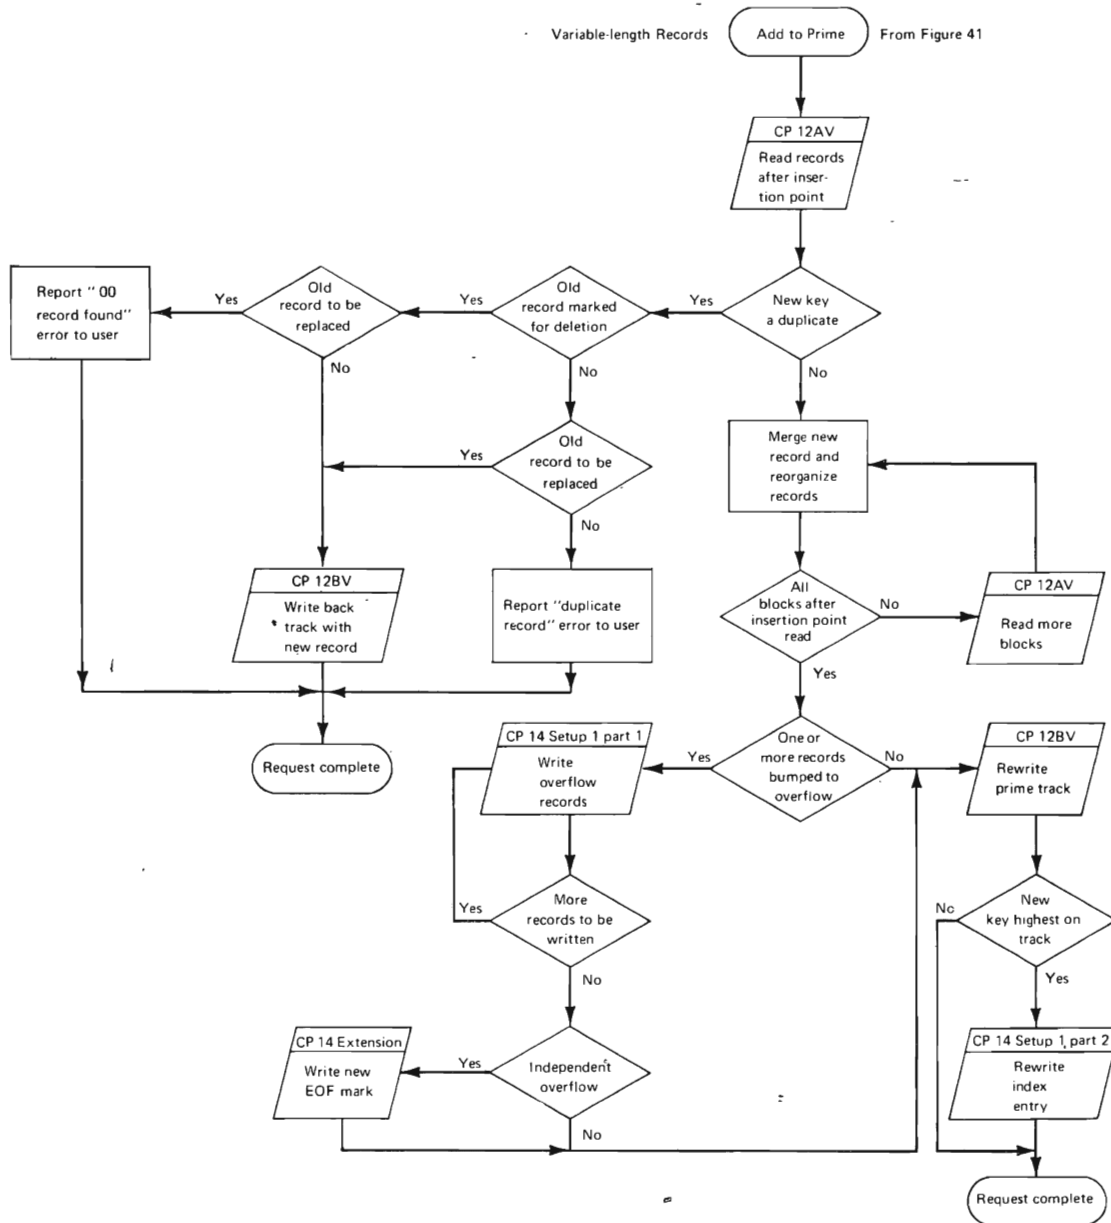 Variable-length Records
Add to Prime
From Figure 41
CP 12AV
Read records
after inser-
tion point
Report "00
record found"
error to user
Yes
Old
record to be
replaced
Yes
Old
record marked
for deletion
Yes
New key
a duplicate
No
No
No
Merge new
record and
reorganize
records
Yes
Old
record to be
replaced
No
CP 12BV
Write back
track with
new record
Report "duplicate
record" error to user
All
blocks after
insertion point
read
No
CP 12AV
Read more
blocks
Yes
Request complete
CP 14 Setup 1 part 1
Write
overflow
records
Yes
One or
more records
bumped to
overflow
No
CP 12BV
Rewrite
prime track
Yes
More
records to be
written
No
No
New
key highest on
track
Yes
CP 14 Extension
Write new
EOF mark
Yes
Independent
overflow
No
CP 14 Setup 1, part 2
Rewrite
index
entry
Request complete